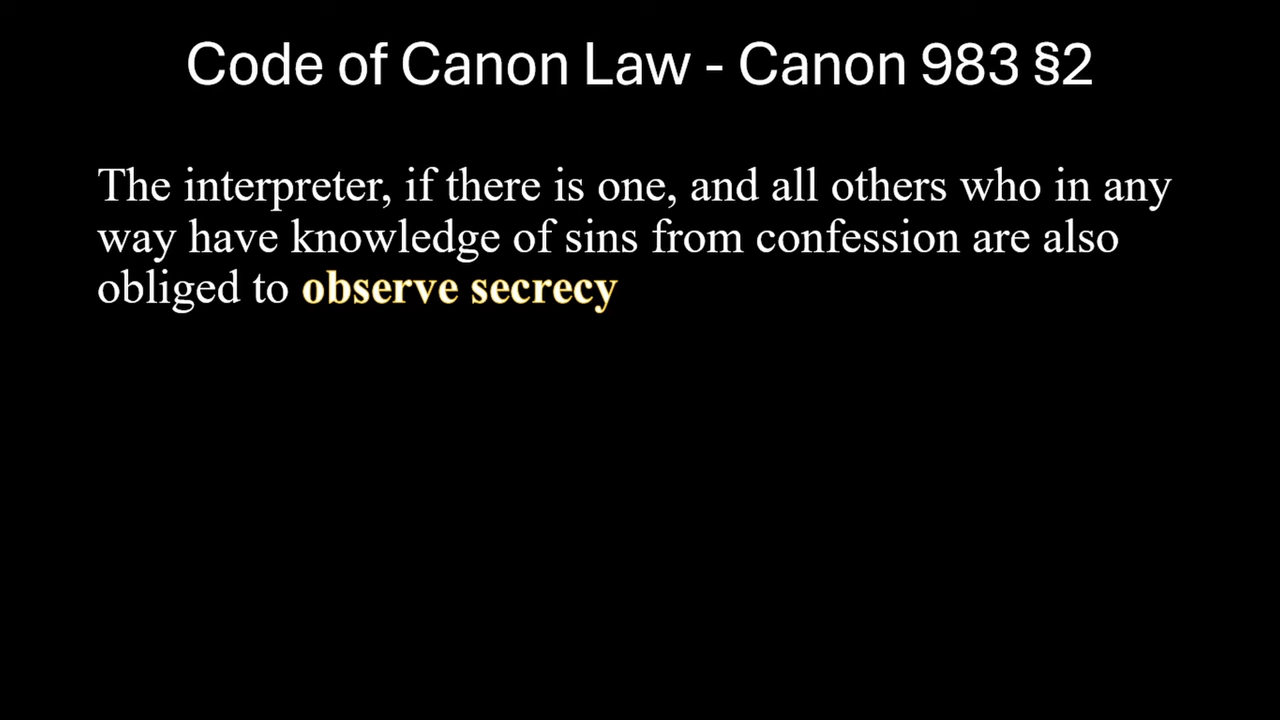 Code of Canon Law - Canon 983 §2
The interpreter, if there is one, and all others who in any
way have knowledge of sins from confession are also
obliged to observe secrecy